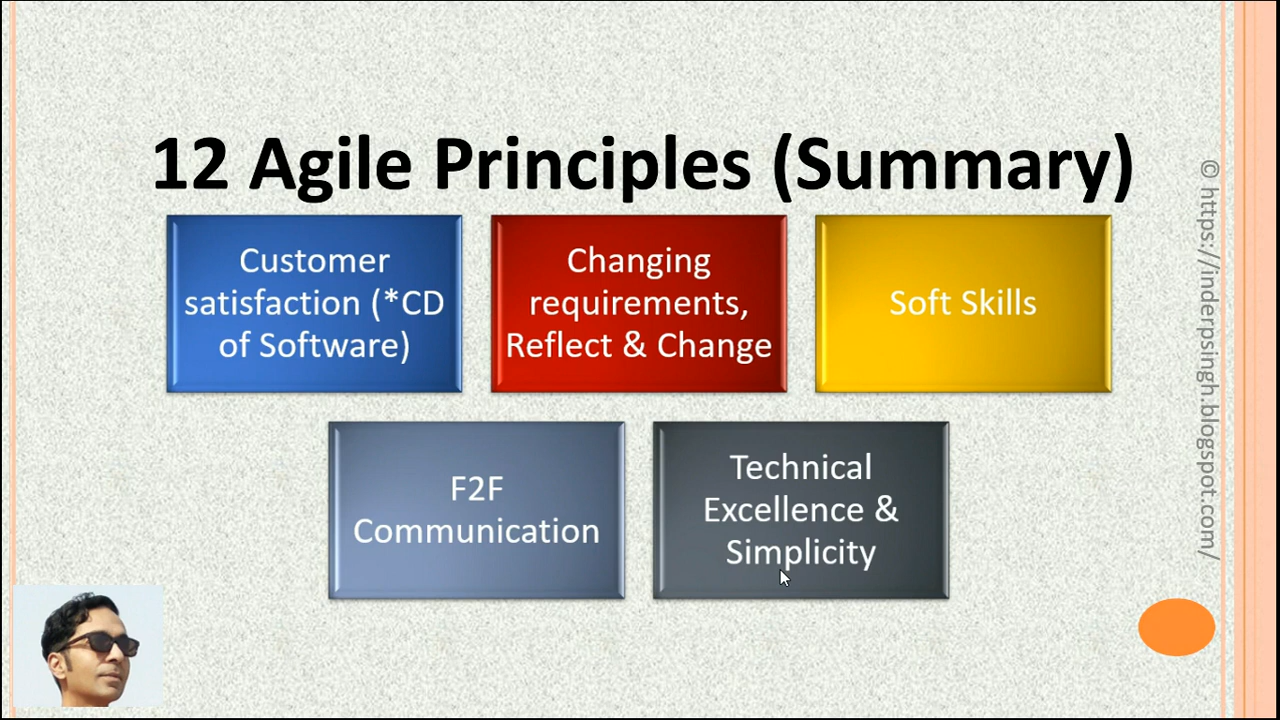 12 Agile Principles (Summary)
Customer
satisfaction (*CD
of Software)
Changing
requirements,
Reflect & Change
Soft Skills
F2F
Communication
Technical
Excellence &
Simplicity
© https://inderpsingh.blogspot.com/